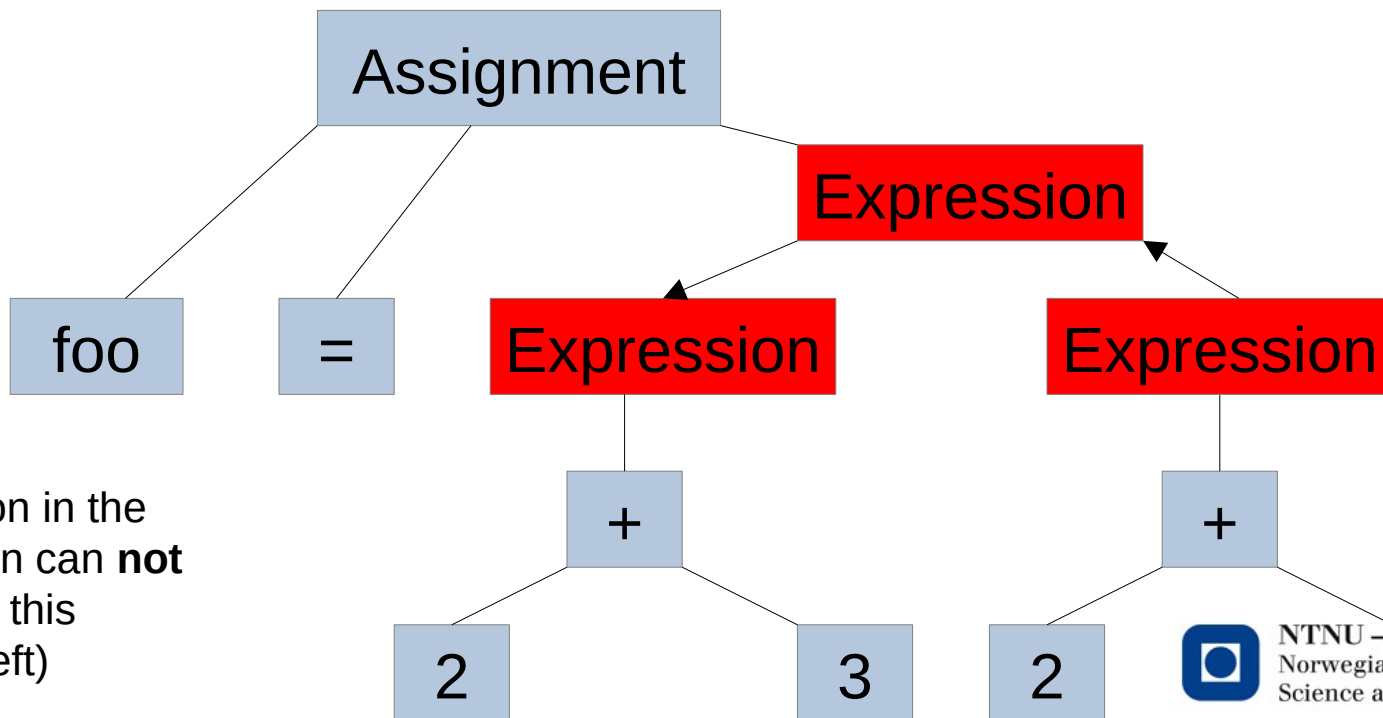 Assignment
Expression
foo
=
Expression
Expression
+
+
on in the
n can not
this
eft)
2
3
2
NTNU –
Norwegia
Science a